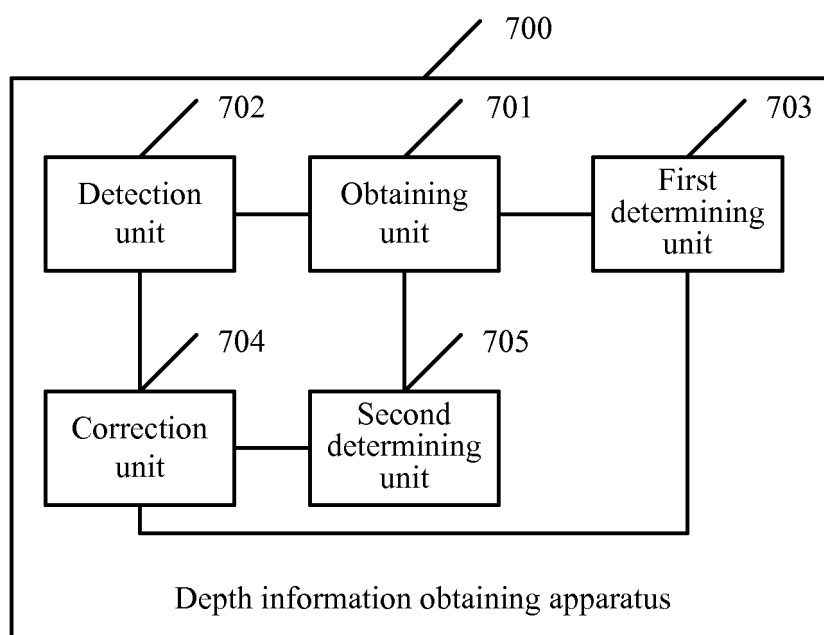 700
702
701
703
Detection
unit
Obtaining
unit
First
determining
unit
704
705
Correction
unit
Second
determining
unit
Depth information obtaining apparatus